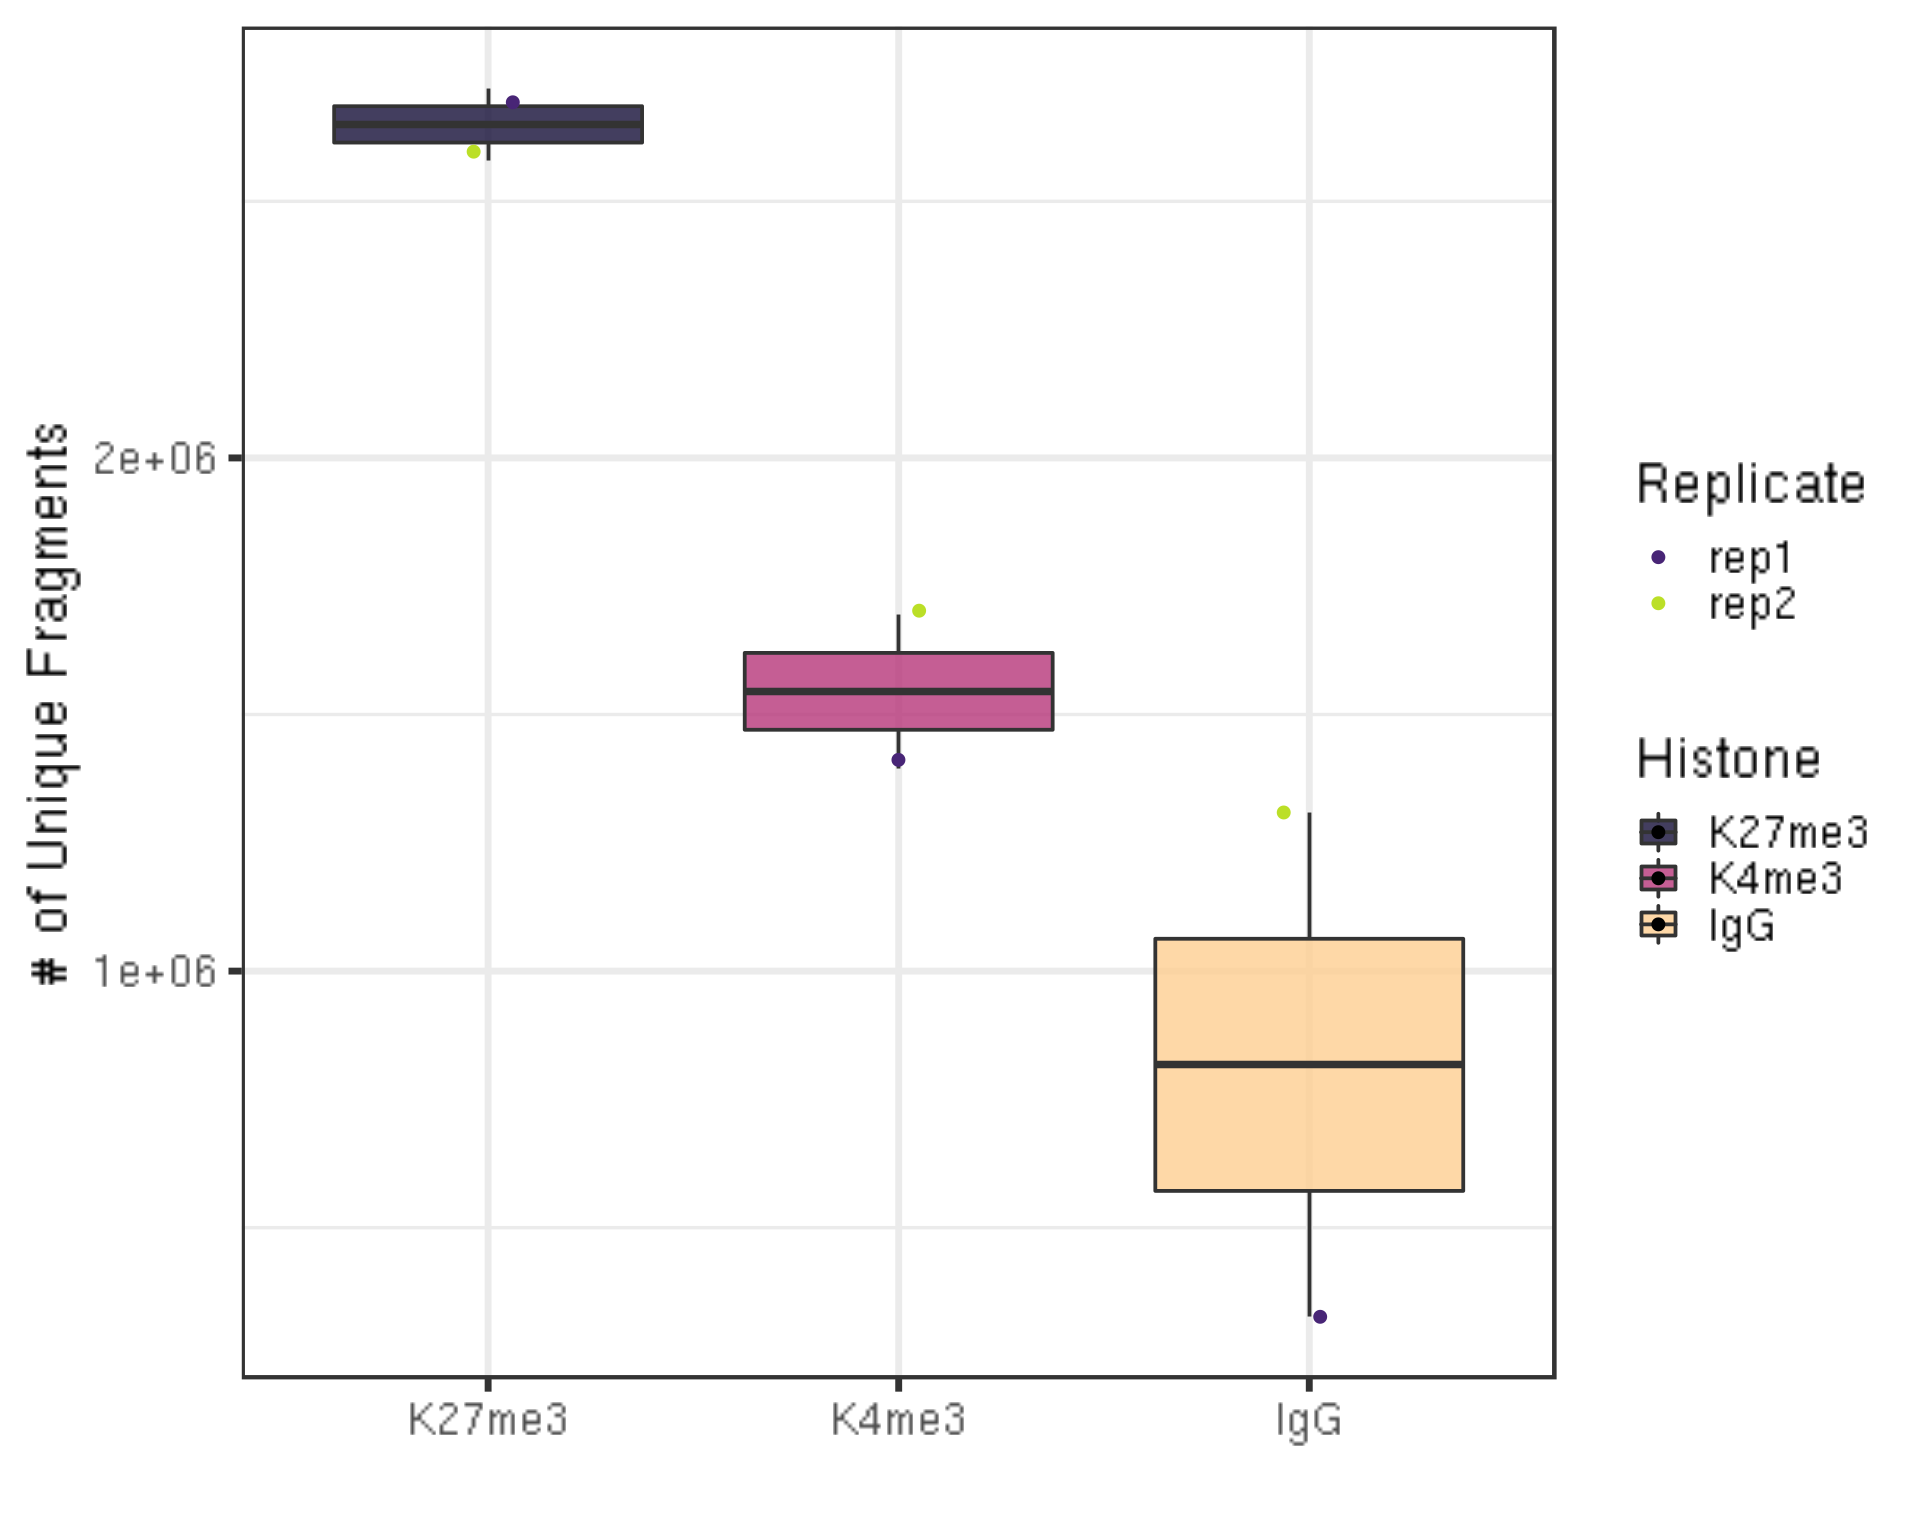 # of Unique Fragments
2e+06
1e+06
K27me3
K4me3
IgG
Replicate
rep1
rep2
Histone
K27me3
K4me3
IgG